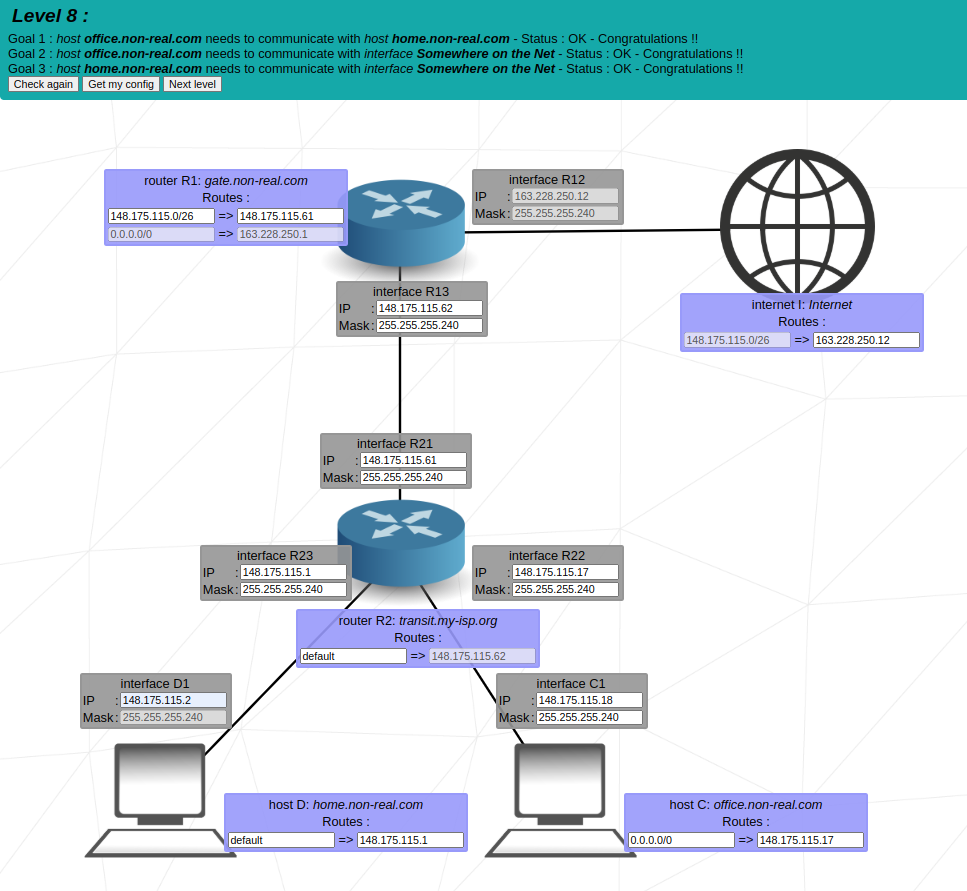 Level 8 :
Goal 1 : host office.non-real.com needs to communicate with host home.non-real.com - Status : OK - Congratulations !!
Goal 2 : host office.non-real.com needs to communicate with interface Somewhere on the Net - Status : OK - Congratulations !!
Goal 3 : host home.non-real.com needs to communicate with interface Somewhere on the Net - Status : OK - Congratulations !!
Check again Get my config Next level
router R1: gate.non-real.com
Routes :
148.175.115.0/26 => 148.175.115.61
0.0.0.0/0 => 163.228.250.1
interface R12
IP : 163.228.250.12
Mask : 255.255.255.240
interface R13
IP : 148.175.115.62
Mask : 255.255.255.240
internet I: Internet
Routes :
148.175.115.0/26 => 163.228.250.12
interface R21
IP : 148.175.115.61
Mask : 255.255.255.240
interface R23
IP : 148.175.115.1
Mask : 255.255.255.240
interface R22
IP : 148.175.115.17
Mask : 255.255.255.240
router R2: transit.my-isp.org
Routes :
default => 148.175.115.62
interface D1
IP : 148.175.115.2
Mask : 255.255.255.240
interface C1
IP : 148.175.115.18
Mask : 255.255.255.240
host D: home.non-real.com
Routes :
default => 148.175.115.1
host C: office.non-real.com
Routes :
0.0.0.0/0 => 148.175.115.17